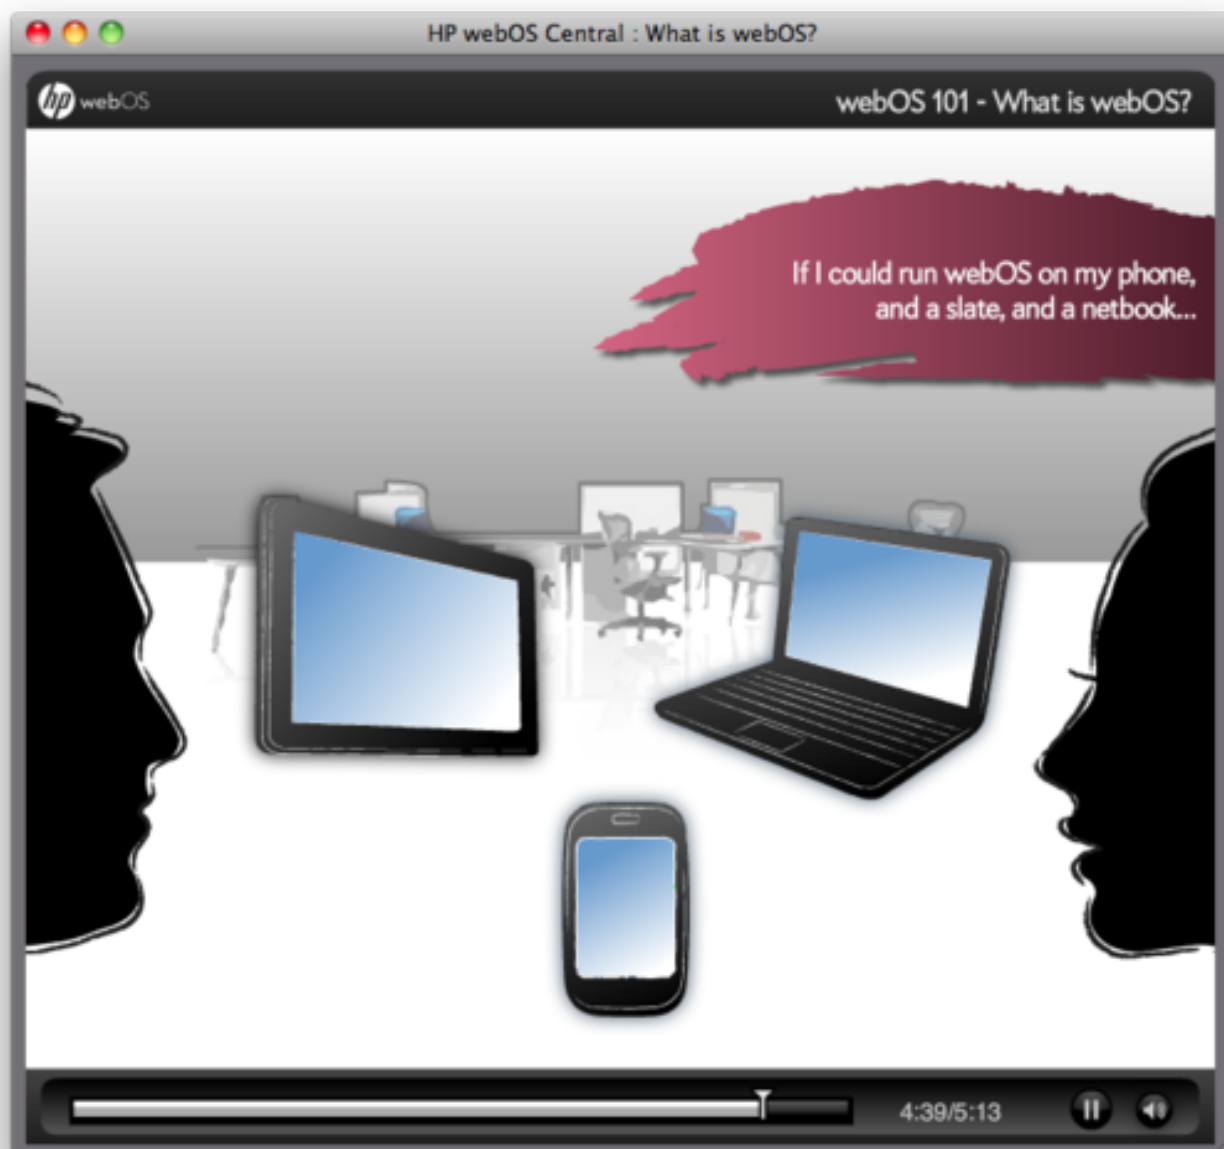 HP webOS Central : What is webOS?
hp webOS
webOS 101 - What is webOS?
If I could run webOS on my phone,
and a slate, and a netbook...
4:39/5:13